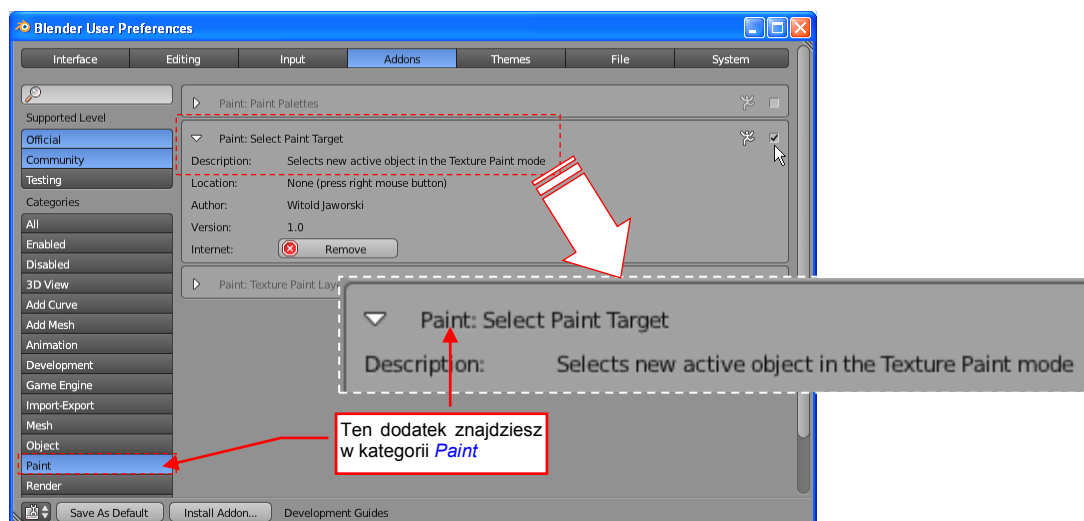 Blender User Preferences
Interface Editing Input Addons Themes File System
Supported Level
Official
Community
Testing
Categories
All
Enabled
Disabled
3D View
Add Curve
Add Mesh
Animation
Development
Game Engine
Import-Export
Mesh
Object
Paint
Render
Paint: Paint Palettes
Paint: Select Paint Target
Description: Selects new active object in the Texture Paint mode
Location: None (press right mouse button)
Author: Witold Jaworski
Version: 1.0
Internet: Remove
Paint: Texture Paint
Paint: Select Paint Target
Description: Selects new active object in the Texture Paint mode
Ten dodatek znajdziesz
w kategorii Paint
Save As Default Install Addon... Development Guides